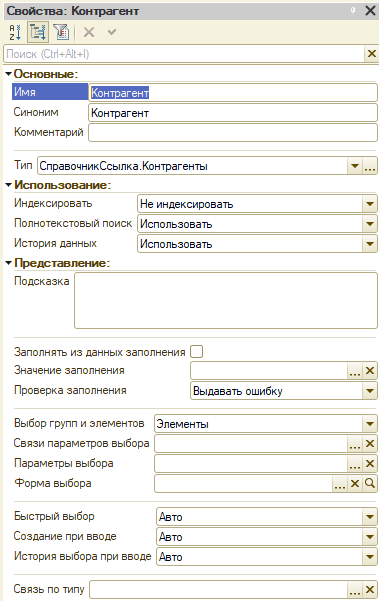 Свойства: Контрагент
Поиск (Ctrl+Alt+I)
Основные:
Имя Контрагент
Синоним Контрагент
Комментарий
Тип СправочникСсылка.Контрагенты
Использование:
Индексировать Не индексировать
Полнотекстовый поиск Использовать
История данных Использовать
Представление:
Подсказка
Заполнять из данных заполнения
Значение заполнения
Проверка заполнения Выдавать ошибку
Выбор групп и элементов Элементы
Связи параметров выбора
Параметры выбора
Форма выбора
Быстрый выбор Авто
Создание при вводе Авто
История выбора при вводе Авто
Связь по типу